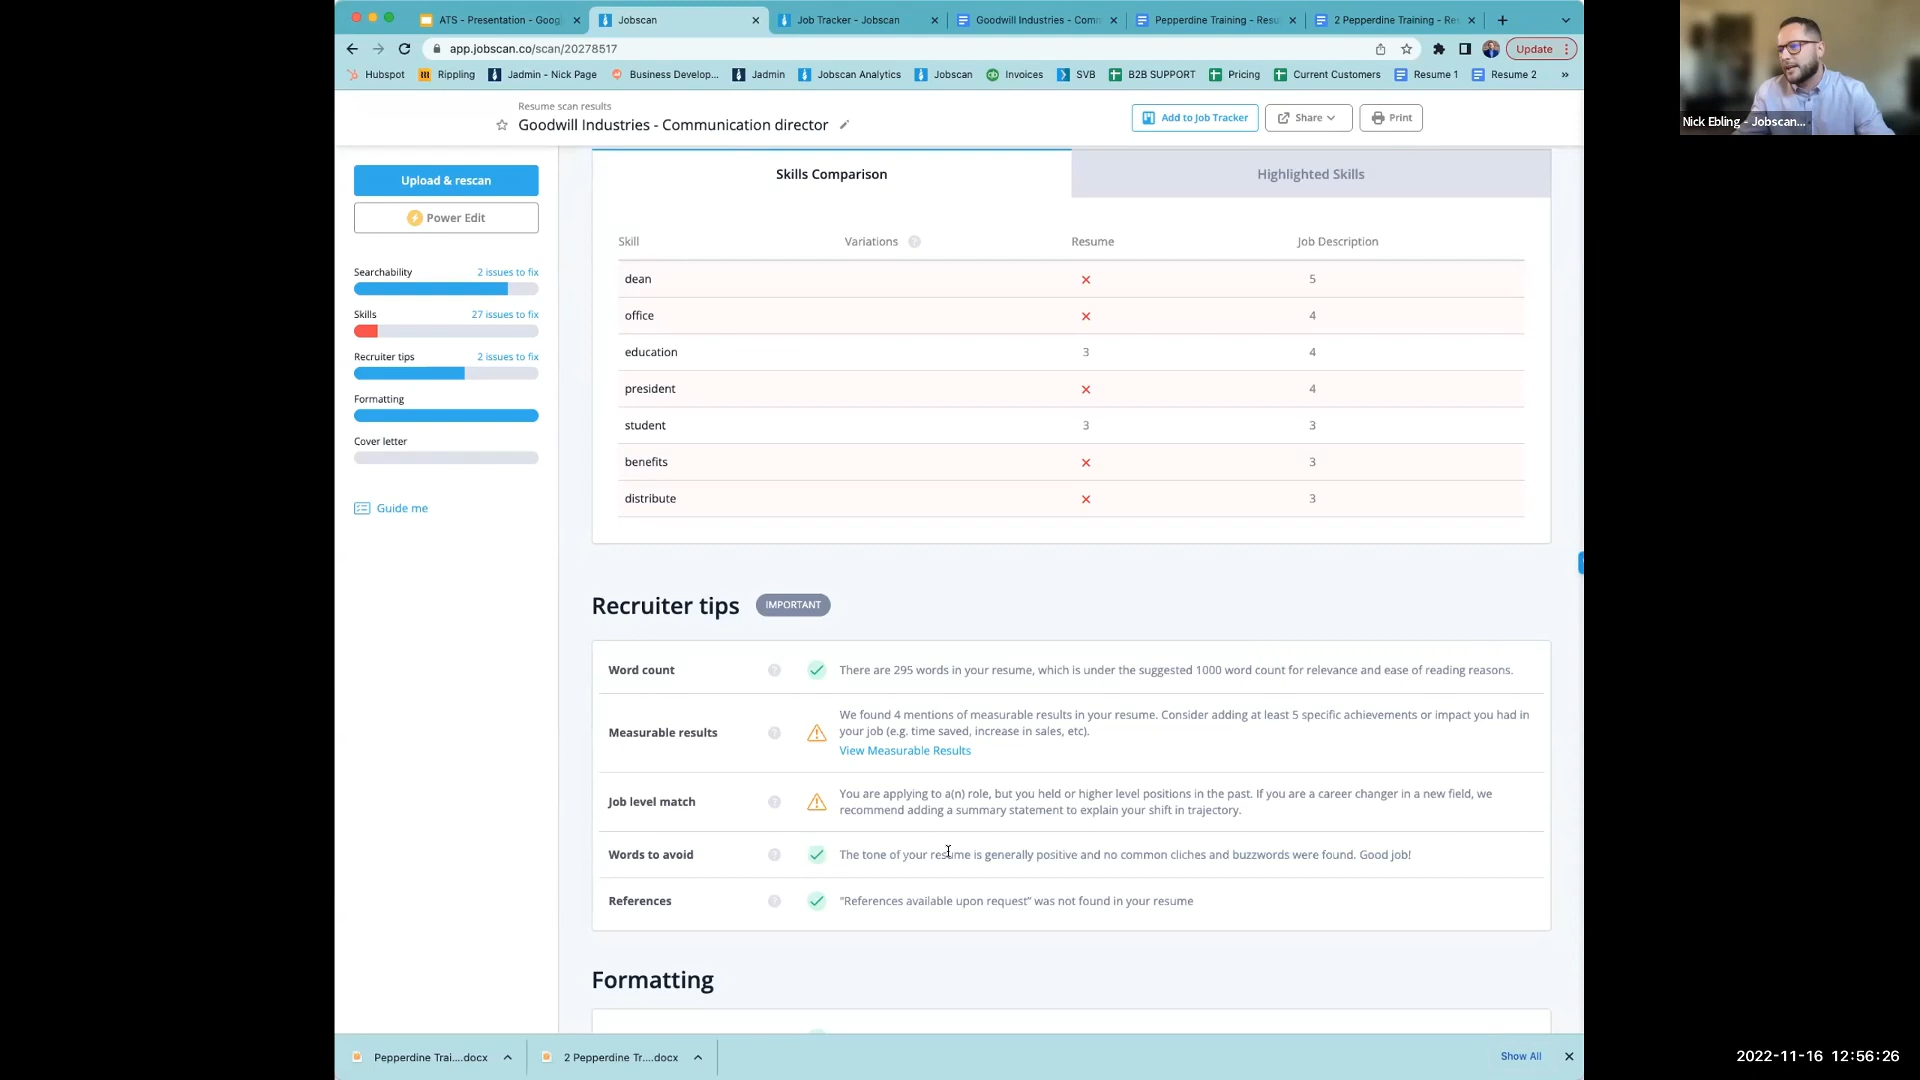 ATS - Presentation - Goog
Jobscan
Job Tracker - Jobscan
Goodwill Industries - Comm
Pepperdine Training - Resu
2 Pepperdine Training - Re
app.jobscan.co/scan/20278517
Update
Hubspot
Rippling
Jadmin - Nick Page
Business Develop...
Jadmin
Jobscan Analytics
Jobscan
Invoices
SVB
B2B SUPPORT
Pricing
Current Customers
Resume 1
Resume 2
»
Nick Ebling - Jobscan...
Resume scan results
Goodwill Industries - Communication director
Add to Job Tracker
Share
Print
Upload & rescan
Power Edit
Searchability
2 issues to fix
Skills
27 issues to fix
Recruiter tips
2 issues to fix
Formatting
Cover letter
Guide me
Skills Comparison
Highlighted Skills
Skill Variations ? Resume Job Description
dean 5
office 4
education 3 4
president 4
student 3 3
benefits 3
distribute 3
Recruiter tips IMPORTANT
Word count ? There are 295 words in your resume, which is under the suggested 1000 word count for relevance and ease of reading reasons.
Measurable results ? We found 4 mentions of measurable results in your resume. Consider adding at least 5 specific achievements or impact you had in
your job (e.g. time saved, increase in sales, etc).
View Measurable Results
Job level match ? You are applying to a(n) role, but you held or higher level positions in the past. If you are a career changer in a new field, we
recommend adding a summary statement to explain your shift in trajectory.
Words to avoid ? The tone of your resume is generally positive and no common cliches and buzzwords were found. Good job!
References ? "References available upon request" was not found in your resume
Formatting
Pepperdine Trai....docx
2 Pepperdine Tr....docx
Show All
2022-11-16 12:56:26